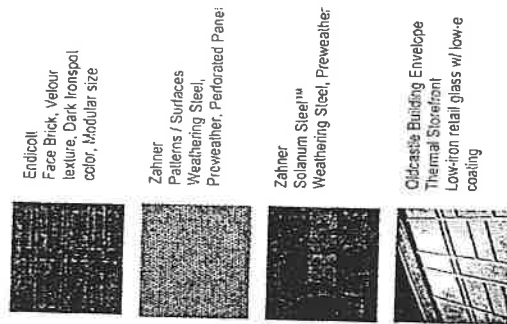 Endicott
Face Brick, Velour
texture, Dark Ironspot
color, Modular size
Zahner
Patterns / Surfaces
Weathering Steel,
Preweather, Perforated Panel
Zahner
Solanum Steel™
Weathering Steel, Preweather
Oldcastle Building Envelope
Thermal Storefront
Low-iron retail glass w/ low-e
coating